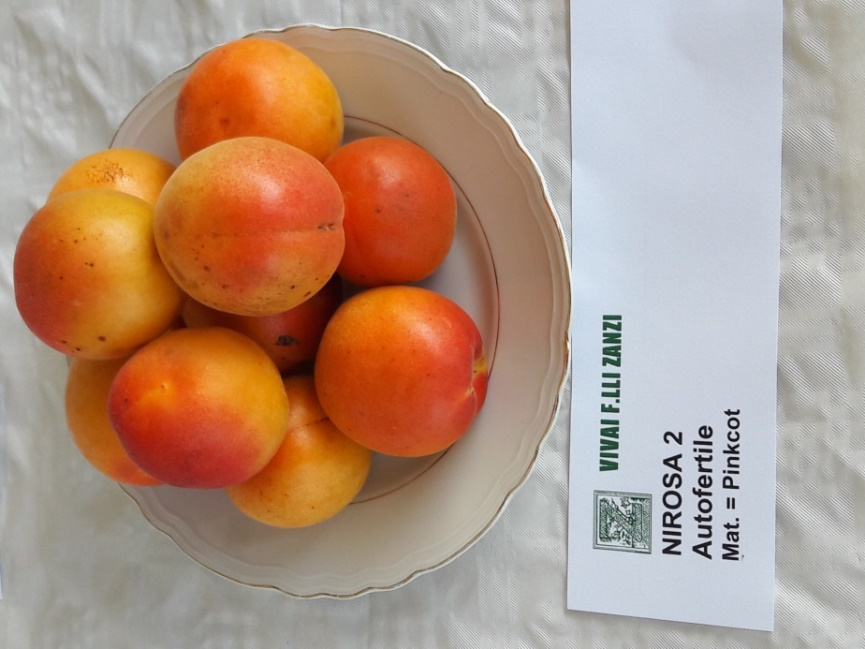 VIVAI F.LLI ZANZI
NIROSA 2
Autofertile
Mat. = Pinkcot